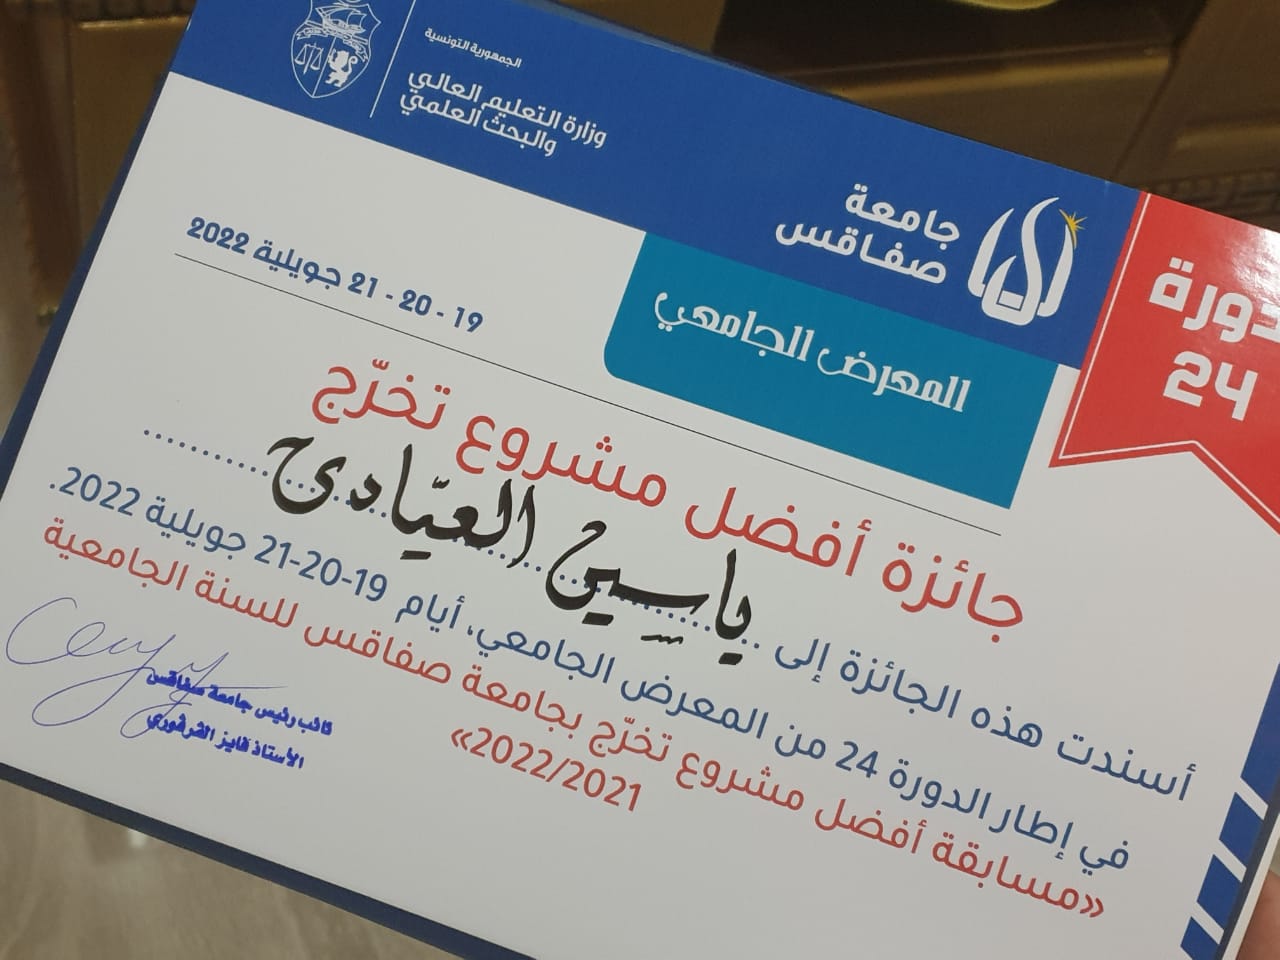 الجمهورية التونسية
وزارة التعليم العالي
والبحث العلمي
جامعة
صفاقس
دورة
24
المعرض الجامعي
19 - 20 - 21 جويلية 2022
جائزة أفضل مشروع تخرّج
أسندت هذه الجائزة إلى ياسين العيّادي
في إطار الدورة 24 من المعرض الجامعي، أيام 19-20-21 جويلية 2022.
«مسابقة أفضل مشروع تخرّج بجامعة صفاقس للسنة الجامعية
2022/2021»
نائب رئيس جامعة صفاقس
الأستاذ فايز القرقوري